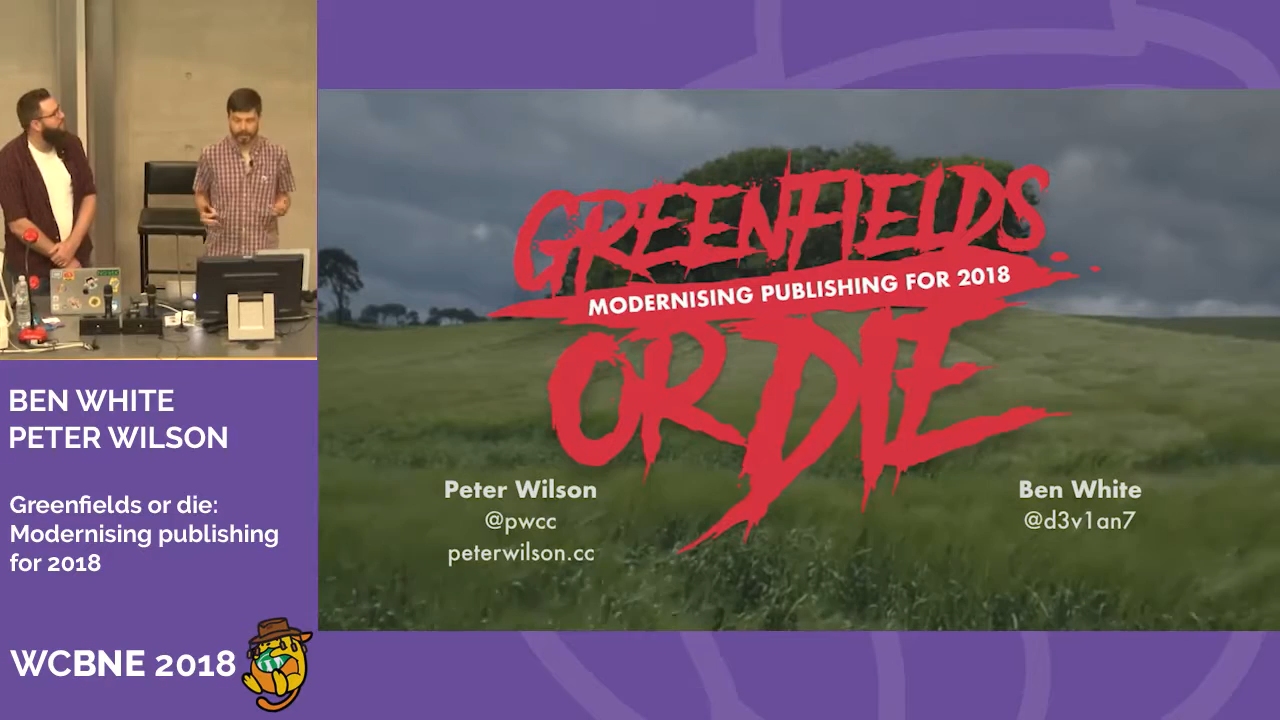 BEN WHITE
PETER WILSON
Greenfields or die:
Modernising publishing
for 2018
WCBNE 2018
GREENFIELDS
MODERNISING PUBLISHING FOR 2018
OR DIE
Peter Wilson
@pwcc
peterwilson.cc
Ben White
@d3v1an7